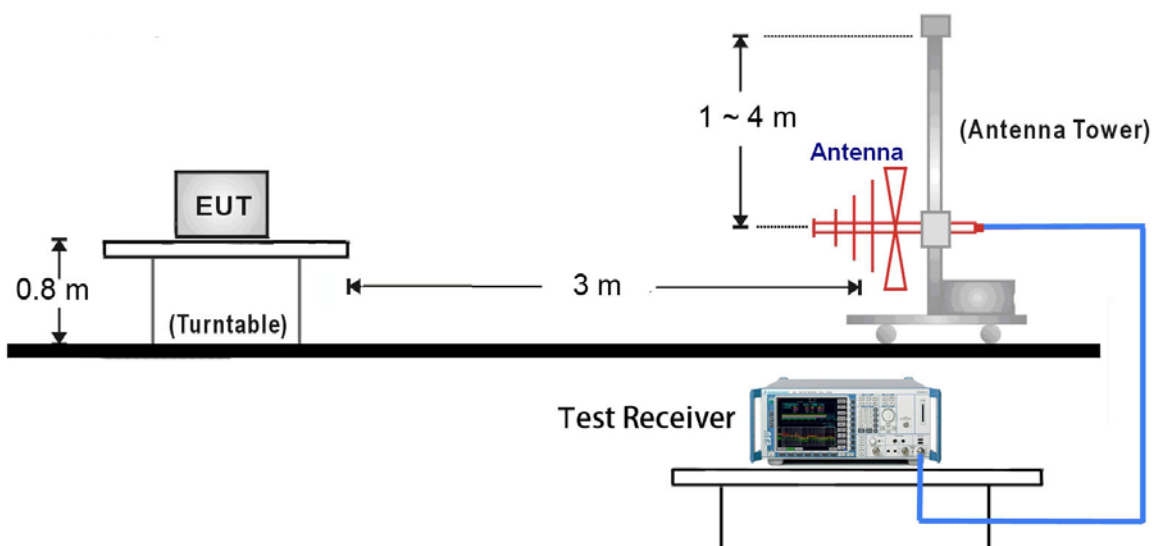 1 ~ 4 m
(Antenna Tower)
Antenna
EUT
0.8 m
3 m
(Turntable)
Test Receiver